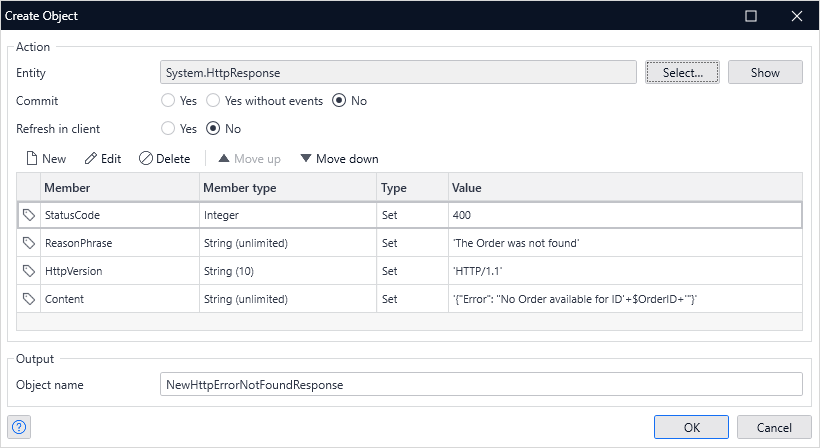 Create Object
Action
Entity System.HttpResponse Select... Show
Commit Yes Yes without events No
Refresh in client Yes No
New Edit Delete Move up Move down
Member Member type Type Value
StatusCode Integer Set 400
ReasonPhrase String (unlimited) Set 'The Order was not found'
HttpVersion String (10) Set 'HTTP/1.1'
Content String (unlimited) Set '{"Error": "No Order available for ID'+$OrderID+'"}'
Output
Object name NewHttpErrorNotFoundResponse
? OK Cancel